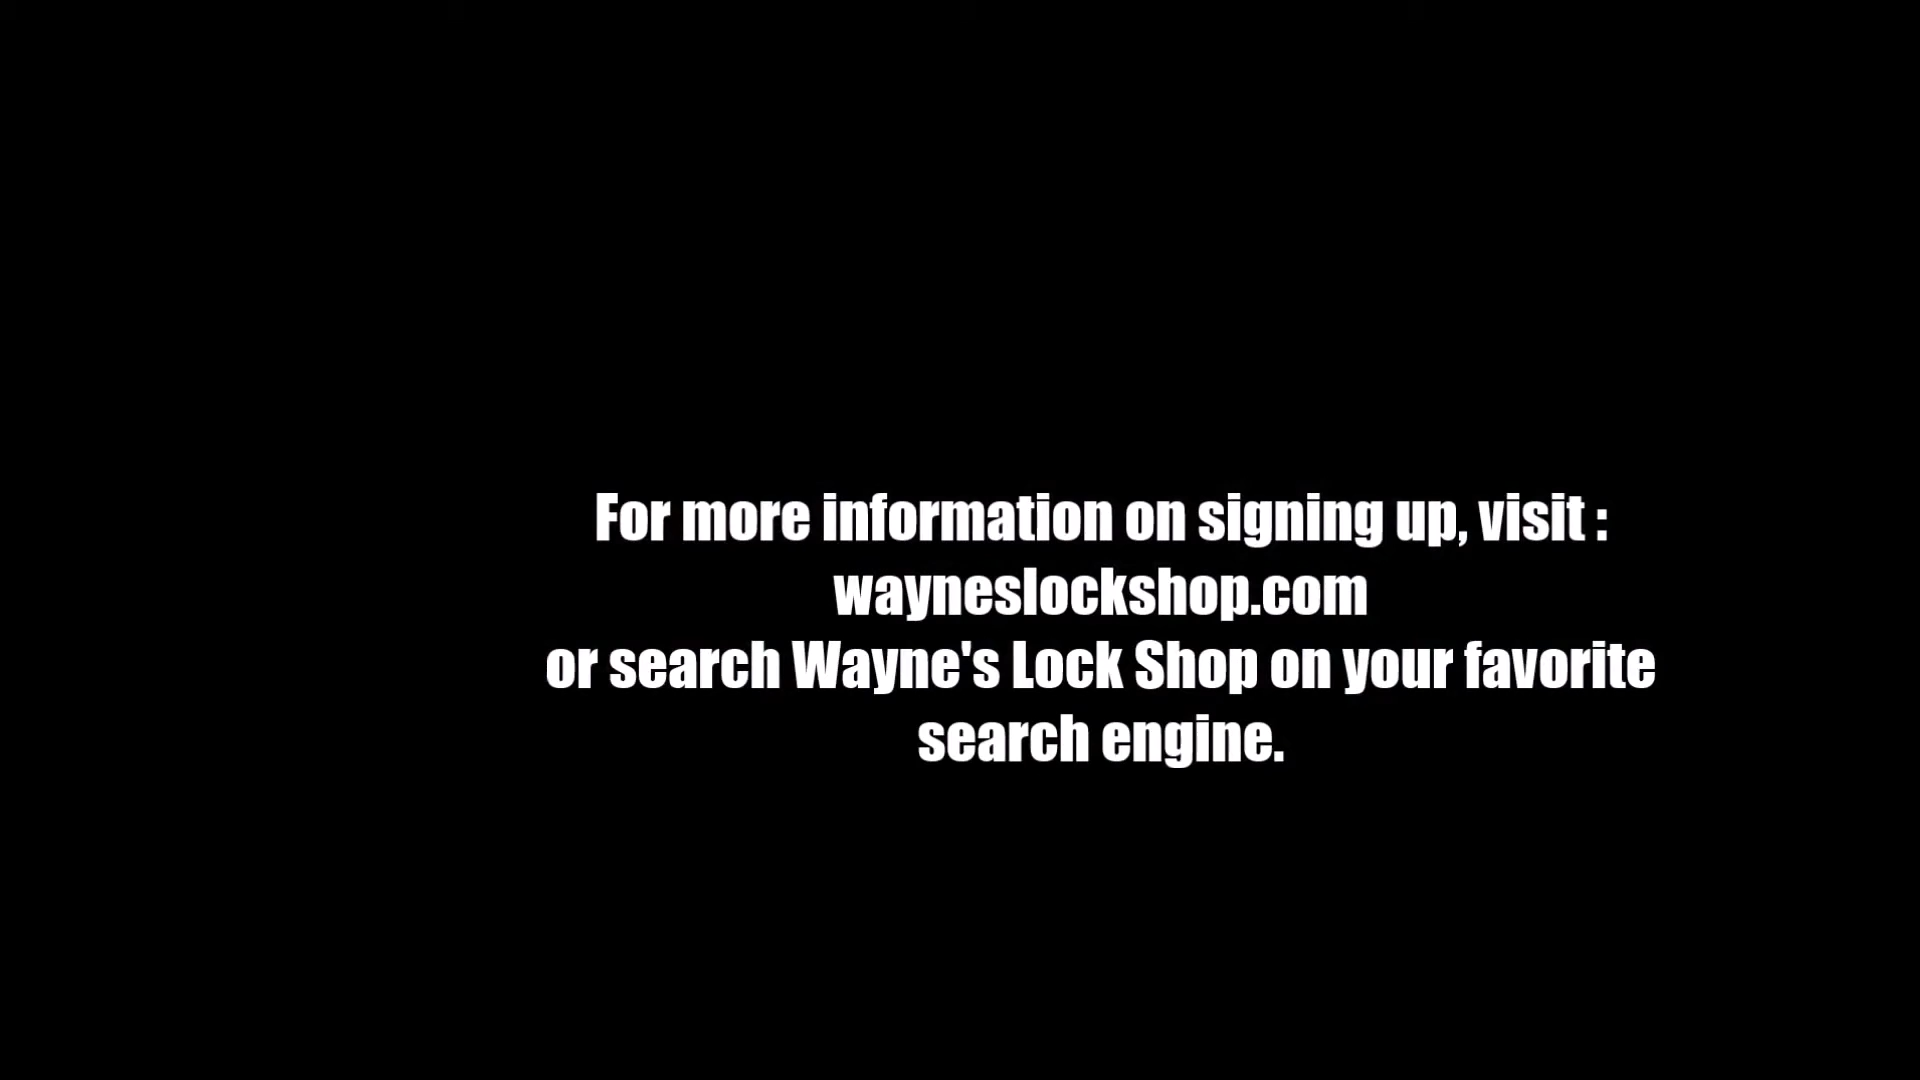 For more information on signing up, visit :
wayneslockshop.com
or search Wayne's Lock Shop on your favorite
search engine.